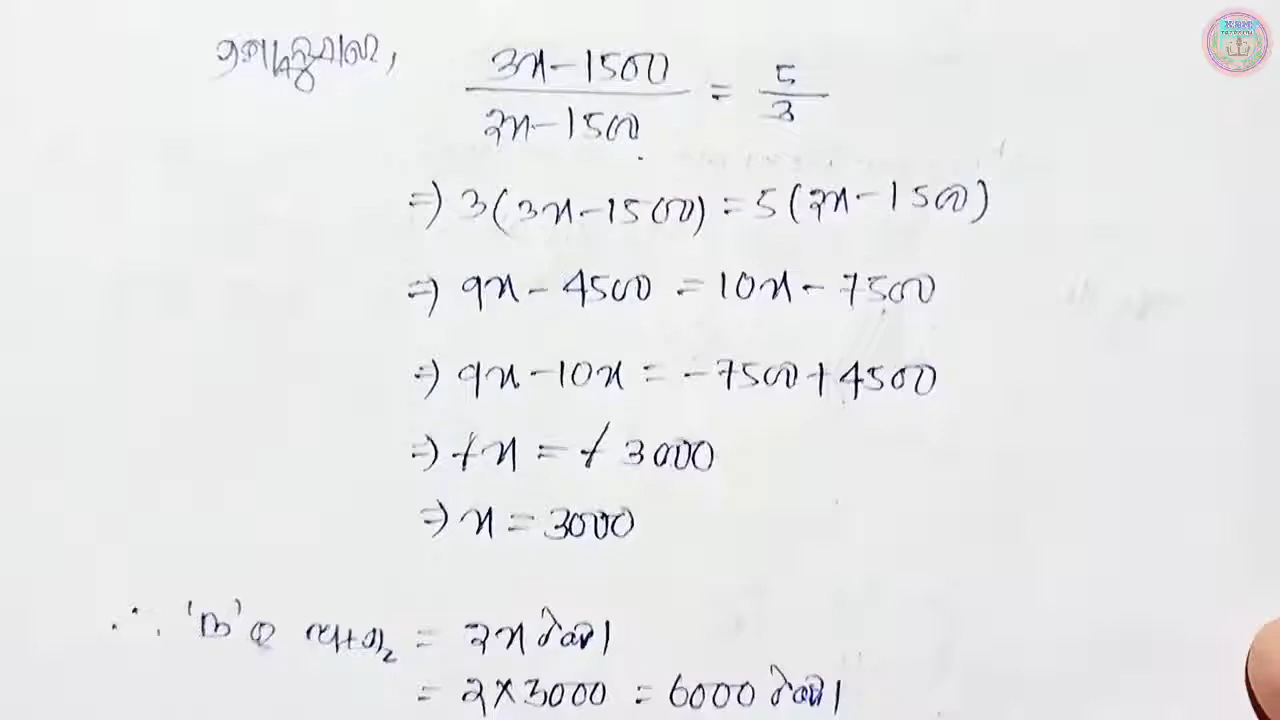 ପ୍ରଶ୍ନାନୁସାରେ, (3x-1500)/(2x-1500) = 5/3
⇒ 3(3x-1500) = 5(2x-1500)
⇒ 9x - 4500 = 10x - 7500
⇒ 9x - 10x = -7500 + 4500
⇒ -x = -3000
⇒ x = 3000
∴ 'B' ର = 2x ଟଙ୍କା
= 2×3000 = 6000 ଟଙ୍କା